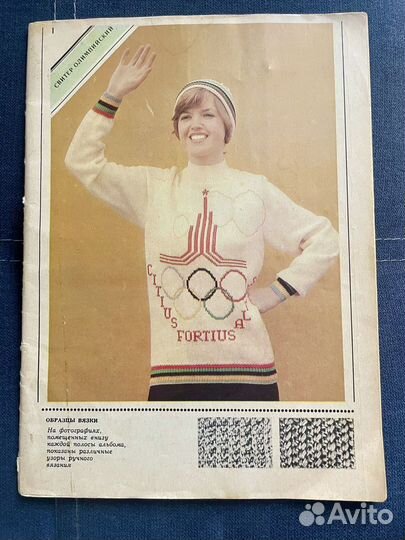 1
СВИТЕР ОЛИМПИЙСКИЙ
CITIUS
FORTIUS
ОБРАЗЦЫ ВЯЗКИ
На фотографиях,
помещенных внизу
каждой полосы альбома,
показаны различные
узоры ручного
вязания
Avito